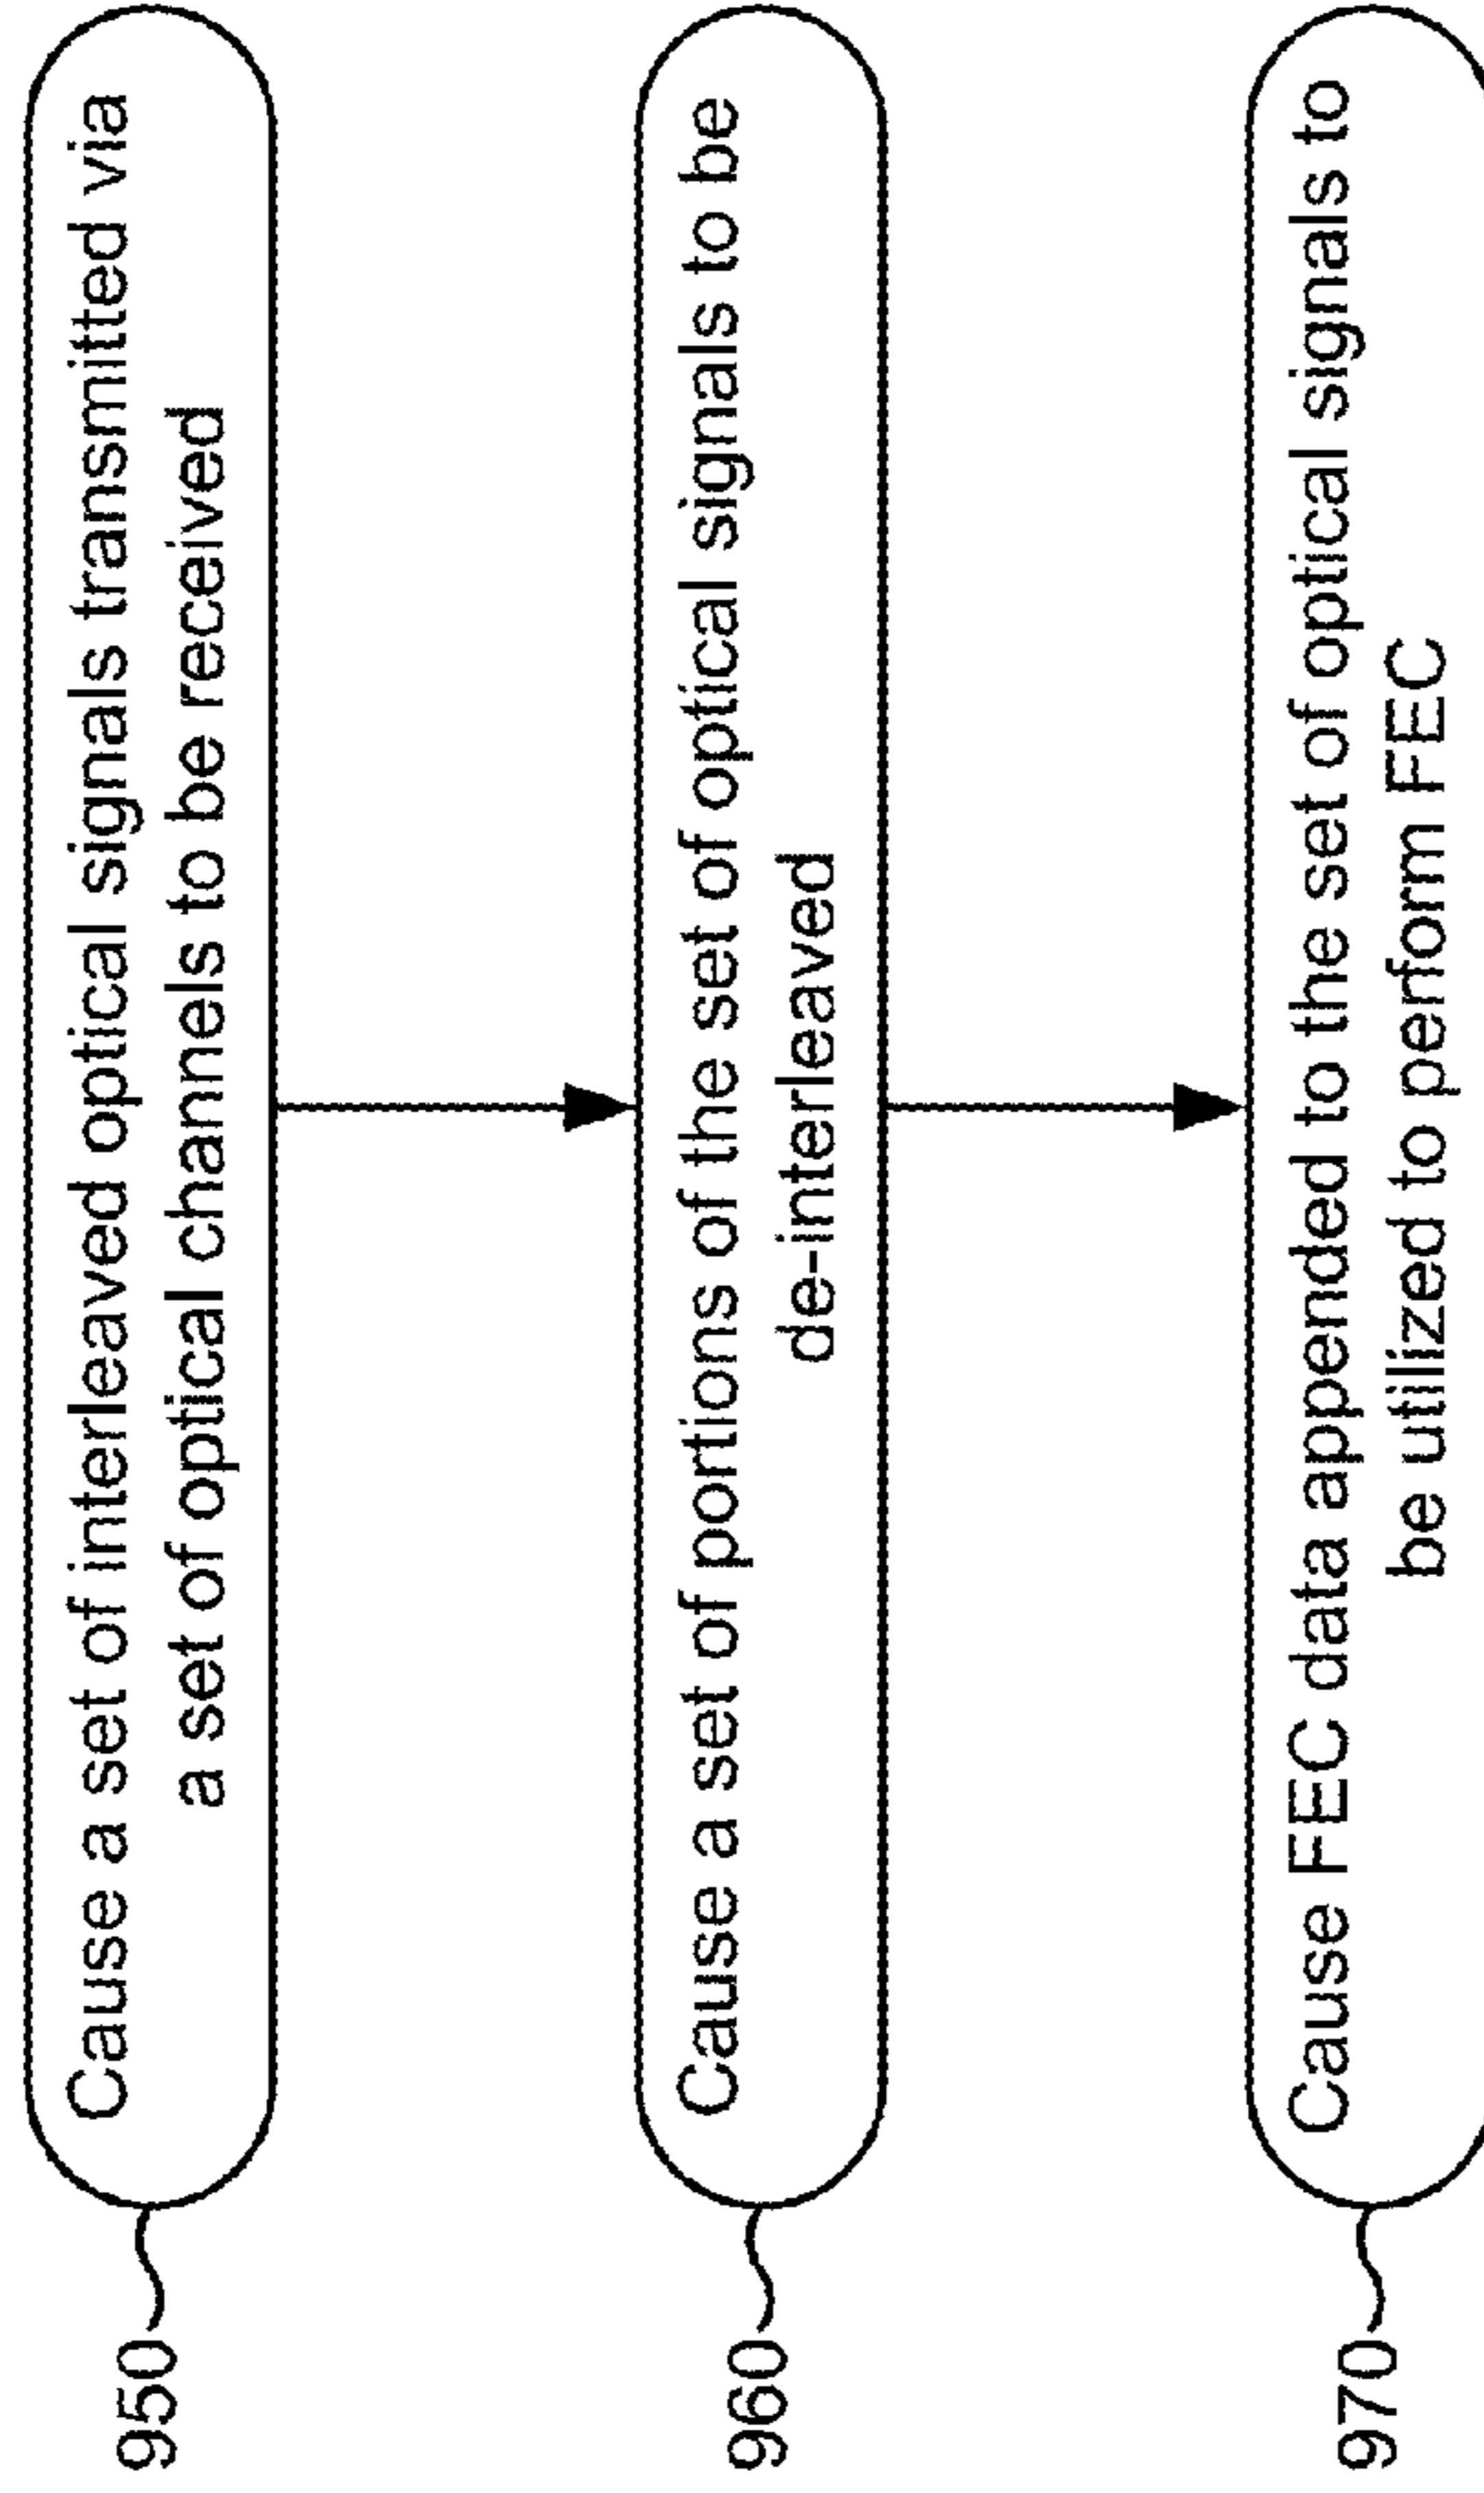 950
Cause a set of interleaved optical signals transmitted via
a set of optical channels to be received
960
Cause a set of portions of the set of optical signals to be
de-interleaved
970
Cause FEC data appended to the set of optical signals to
be utilized to perform FEC